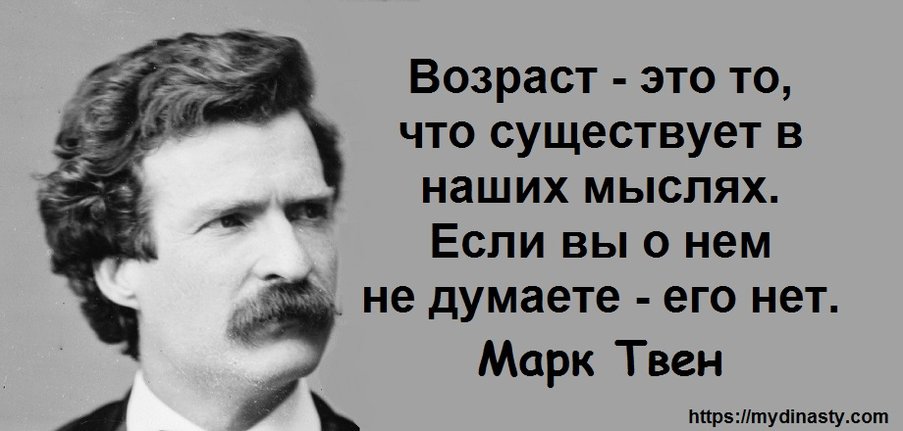 Возраст - это то,
что существует в
наших мыслях.
Если вы о нем
не думаете - его нет.
Марк Твен
https://mydinasty.com